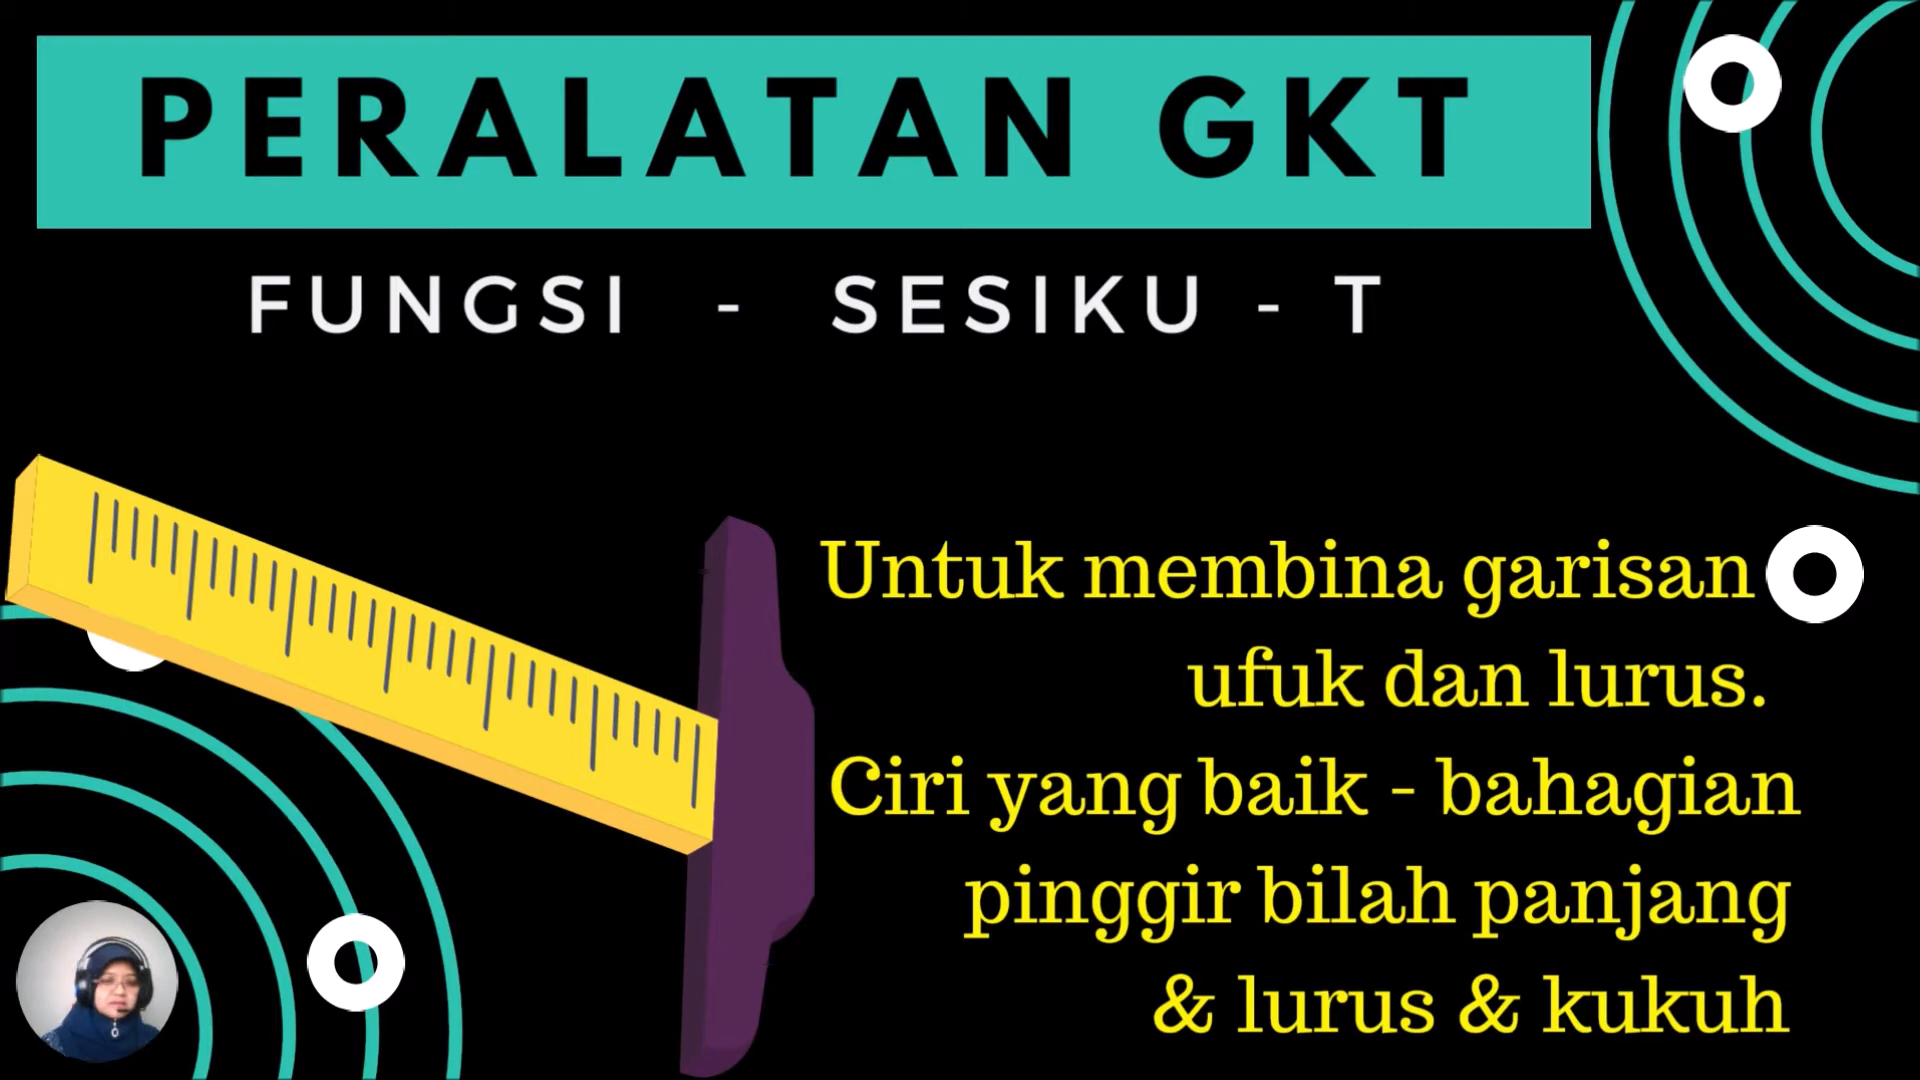 PERALATAN GKT
FUNGSI - SESIKU - T
Untuk membina garisan
ufuk dan lurus.
Ciri yang baik - bahagian
pinggir bilah panjang
& lurus & kukuh